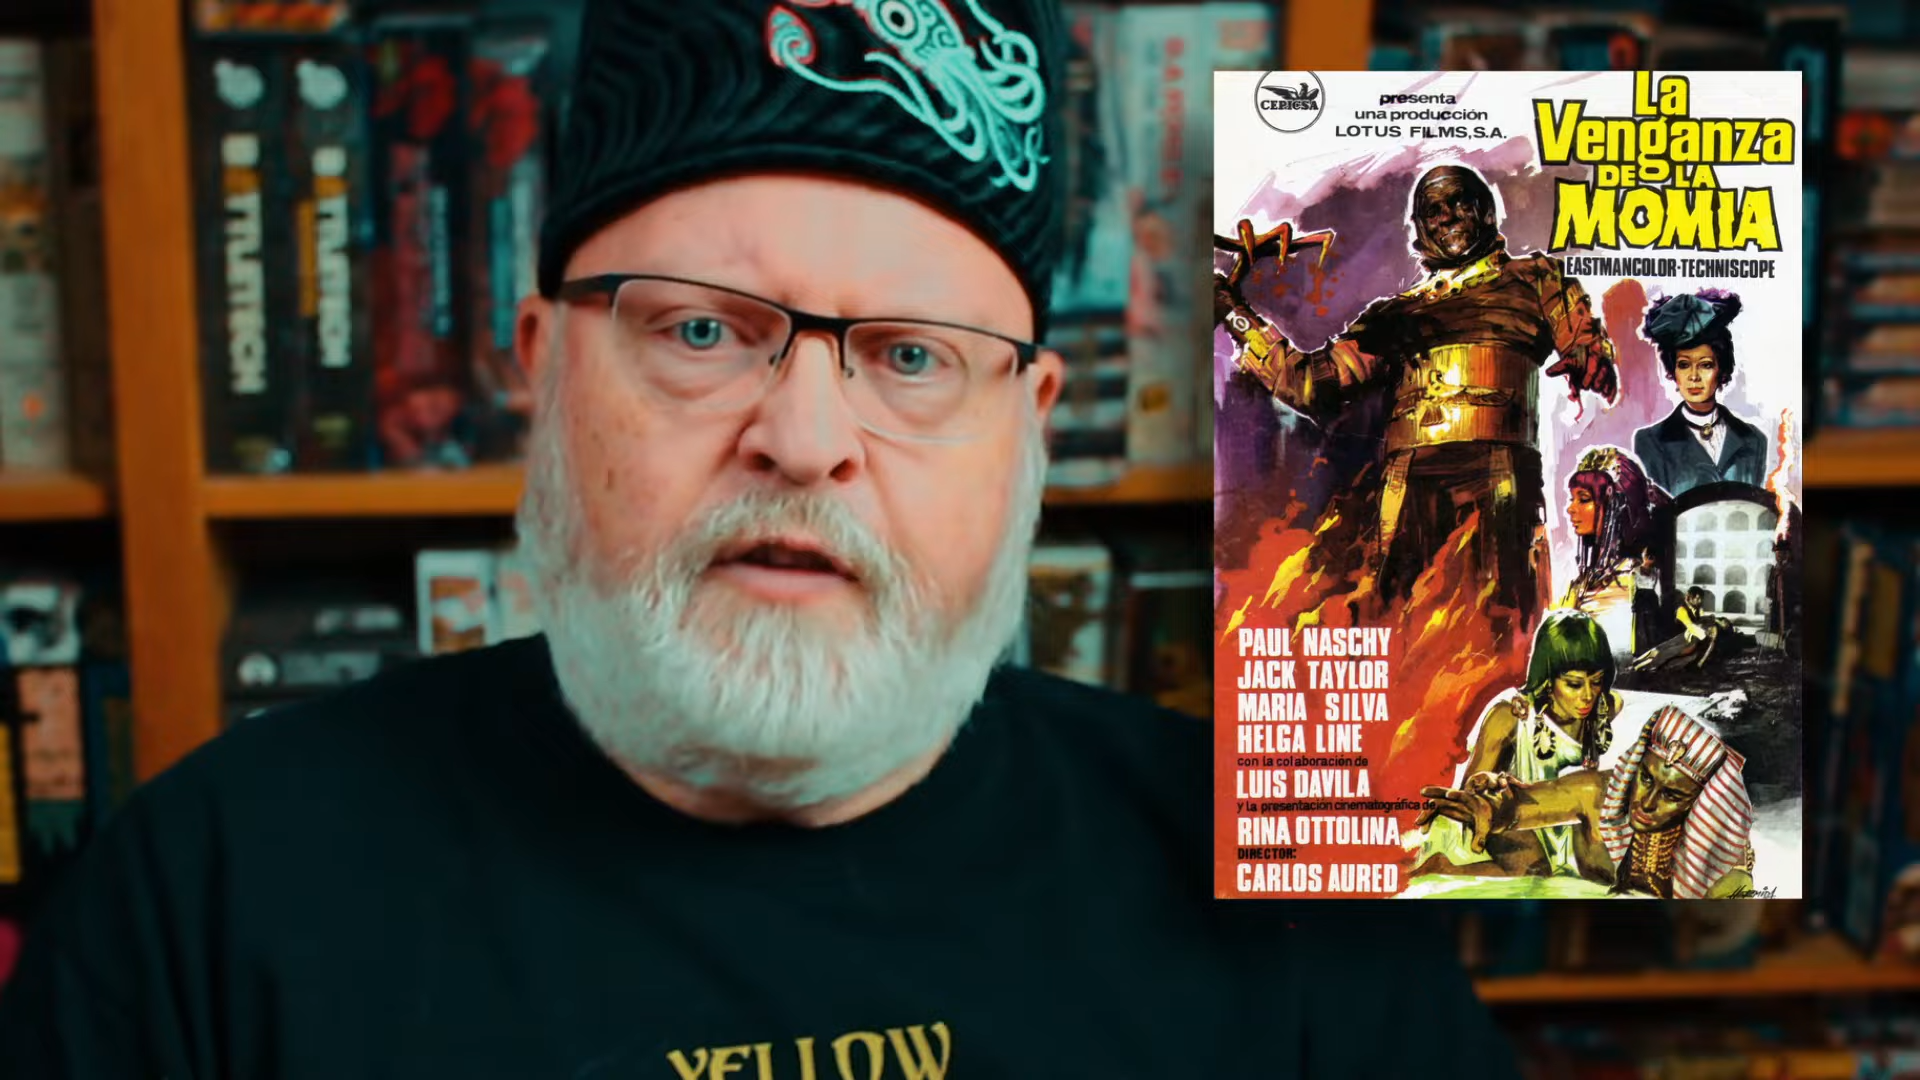 YELLOW
CEPICSA
presenta
una producción
LOTUS FILMS, S.A.
La
Venganza
DE LA
MOMIA
EASTMANCOLOR-TECHNISCOPE
PAUL NASCHY
JACK TAYLOR
MARIA SILVA
HELGA LINE
con la colaboración de
LUIS DAVILA
y la presentacion cinematográfica de
RINA OTTOLINA
DIRECTOR:
CARLOS AURED